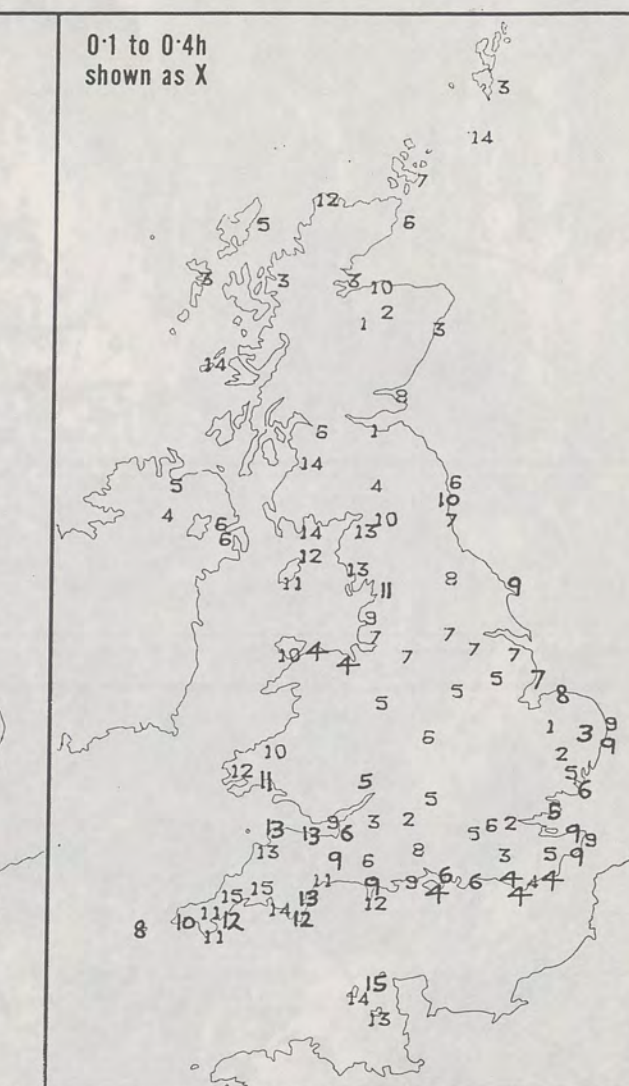 0·1 to 0·4h
shown as X
3
14
7
12
5 6
3 3 3 10
1 2 3
14
8
6 1
14
5 4 6
10
4 6 14 13 10 7
6
12
11 13 11 8 9
9
7 7 7 7
10 4 4 7
5 5 7
5 8
6 1 3 9
9
10 2
12 11 5 5
5 6
13 13 9 6 3 2 5 6 2 5 9
9
13 9 6 8 3 5 9
11 9 9 6 6 4 4 4
15 15 13 12 4 4
8 10 11 12 14 12
11
15
14
13